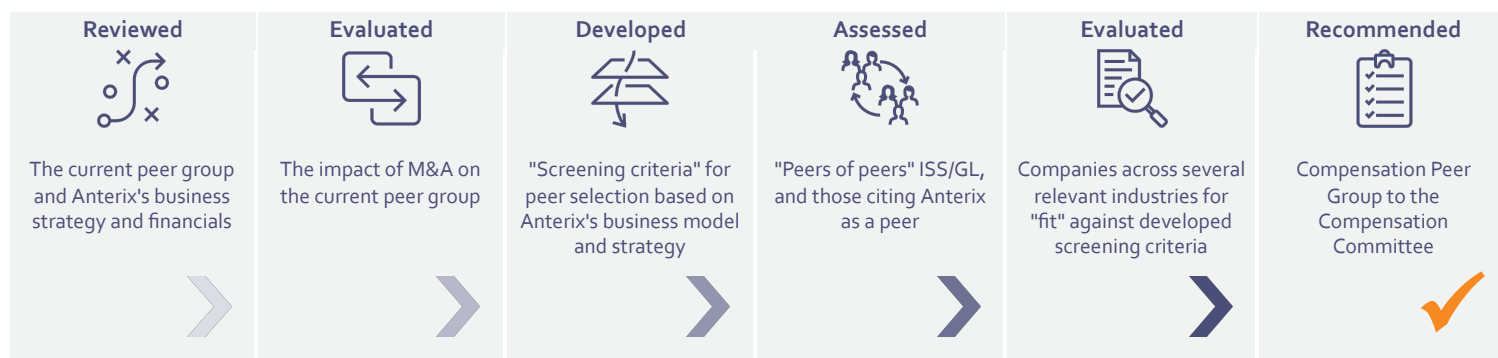 Reviewed
The current peer group
and Anterix's business
strategy and financials
Evaluated
The impact of M&A on
the current peer group
Developed
"Screening criteria" for
peer selection based on
Anterix's business model
and strategy
Assessed
"Peers of peers" ISS/GL,
and those citing Anterix
as a peer
Evaluated
Companies across several
relevant industries for
"fit" against developed
screening criteria
Recommended
Compensation Peer
Group to the
Compensation
Committee